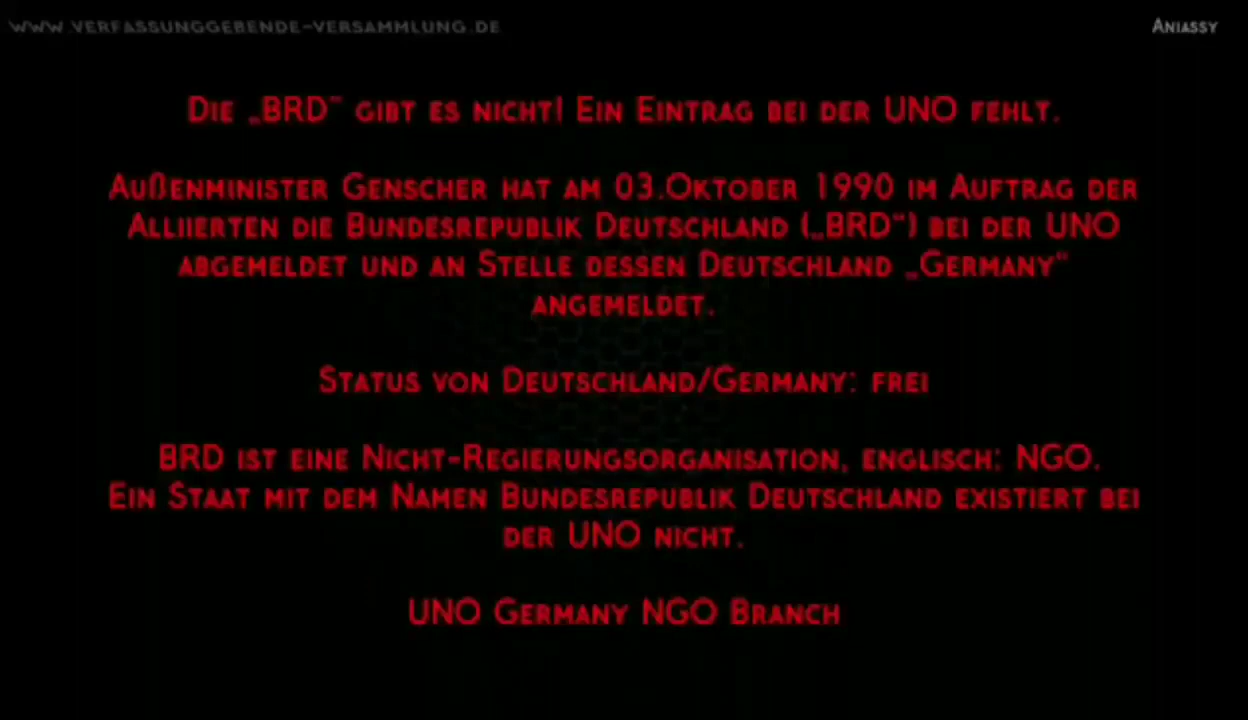 www.verfassunggebende-versammlung.de
Aniassy
Die „BRD“ gibt es nicht! Ein Eintrag bei der UNO fehlt.
Außenminister Genscher hat am 03.Oktober 1990 im Auftrag der
Alliierten die Bundesrepublik Deutschland („BRD“) bei der UNO
abgemeldet und an Stelle dessen Deutschland „Germany“
angemeldet.
Status von Deutschland/Germany: frei
BRD ist eine Nicht-Regierungsorganisation, englisch: NGO.
Ein Staat mit dem Namen Bundesrepublik Deutschland existiert bei
der UNO nicht.
UNO Germany NGO Branch